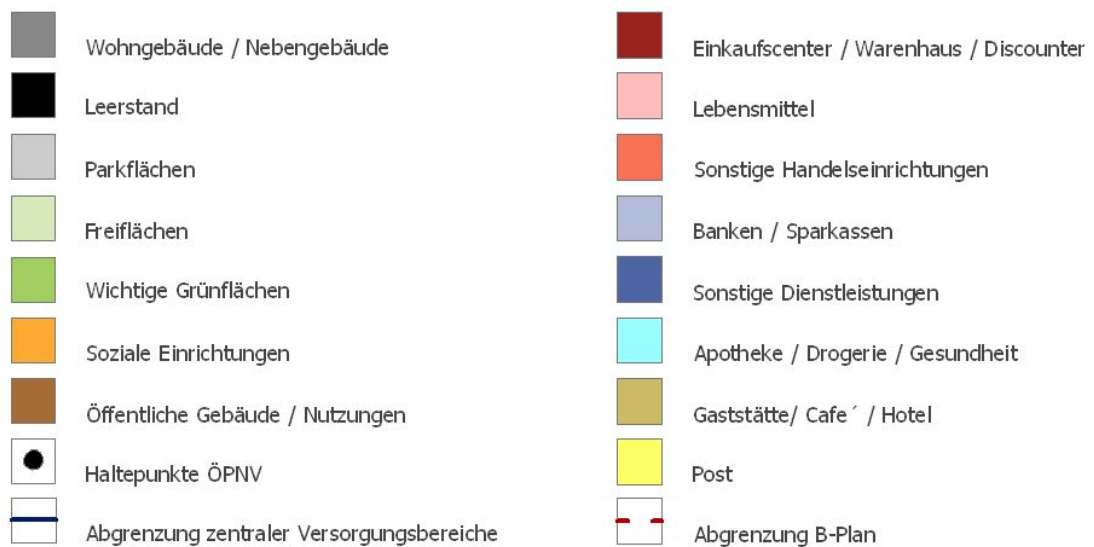 Wohngebäude / Nebengebäude
Leerstand
Parkflächen
Freiflächen
Wichtige Grünflächen
Soziale Einrichtungen
Öffentliche Gebäude / Nutzungen
Haltepunkte ÖPNV
Abgrenzung zentraler Versorgungsbereiche
Einkaufscenter / Warenhaus / Discounter
Lebensmittel
Sonstige Handelseinrichtungen
Banken / Sparkassen
Sonstige Dienstleistungen
Apotheke / Drogerie / Gesundheit
Gaststätte/ Cafe´ / Hotel
Post
Abgrenzung B-Plan